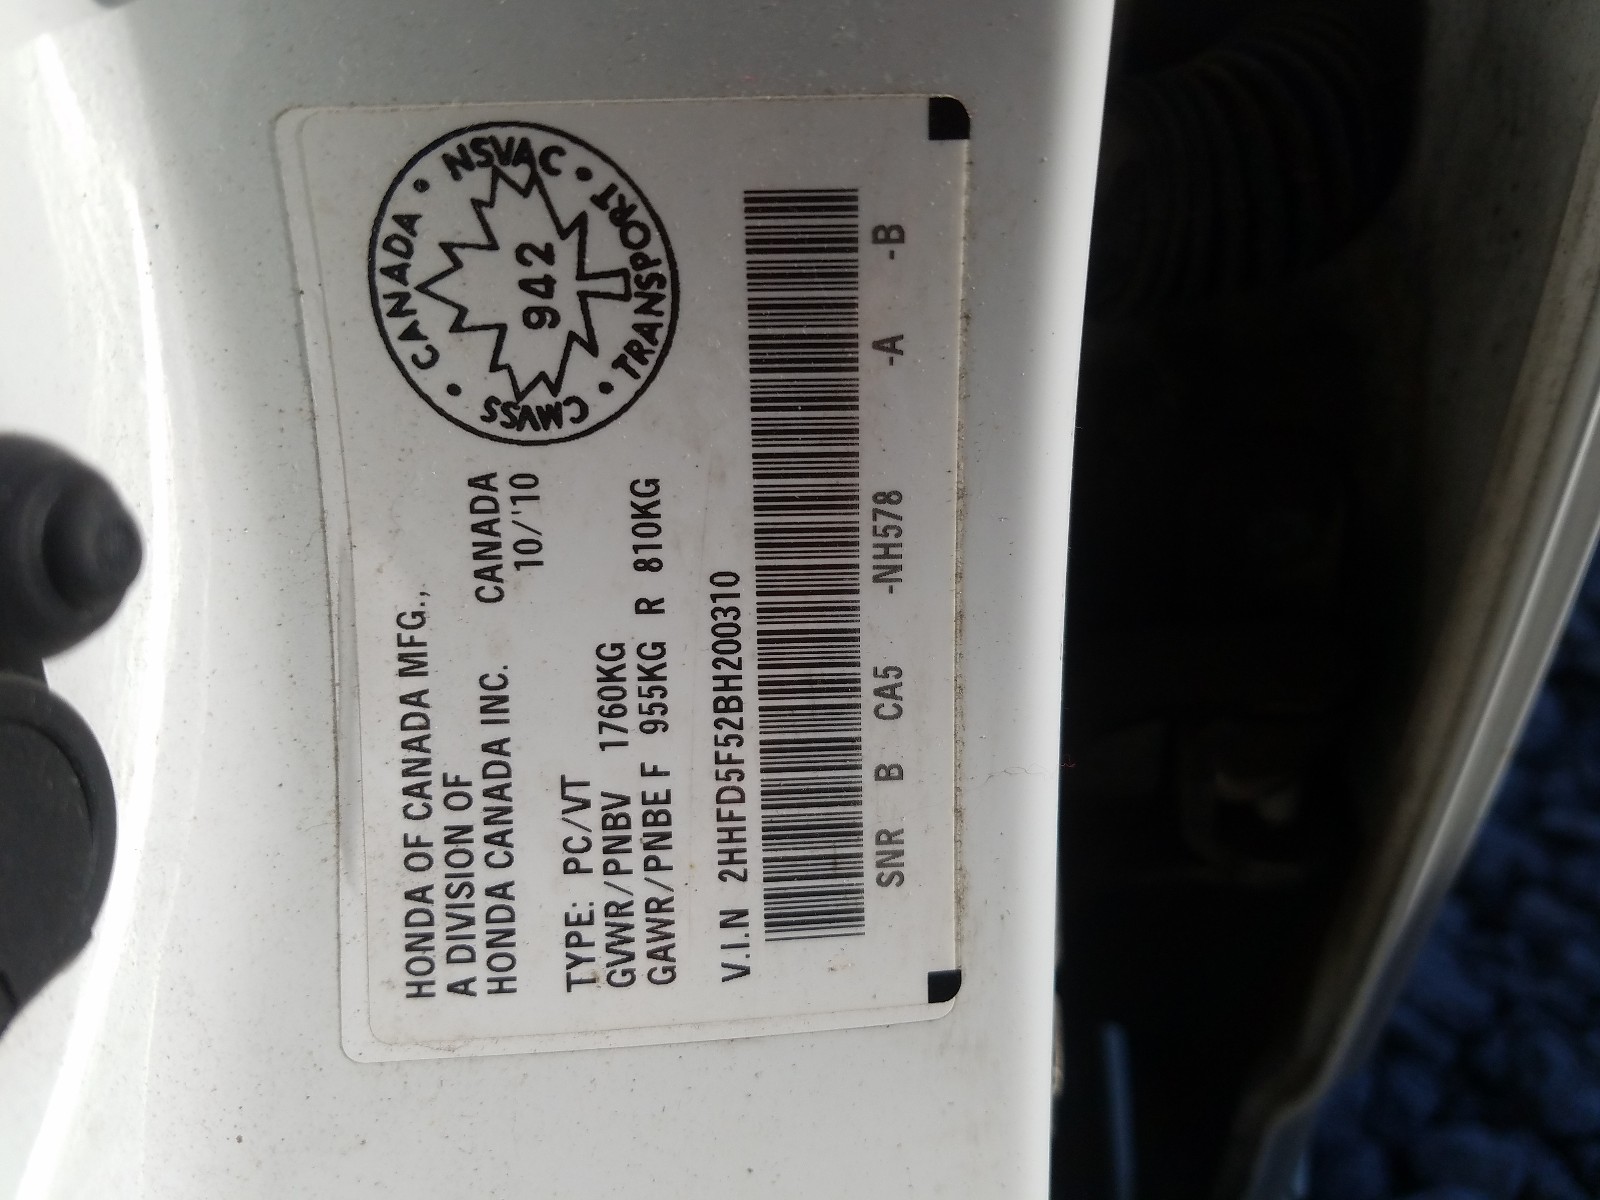 HONDA OF CANADA MFG.,
A DIVISION OF
HONDA CANADA INC. CANADA
10/'10
TYPE: PC/VT
GVWR/PNBV 1760KG
GAWR/PNBE F 955KG R 810KG
V.I.N 2HHFD5F52BH200310
SNR B CA5 -NH578 -A -B
CANADA • NSVAC • TRANSPORT • CMVSS •
942